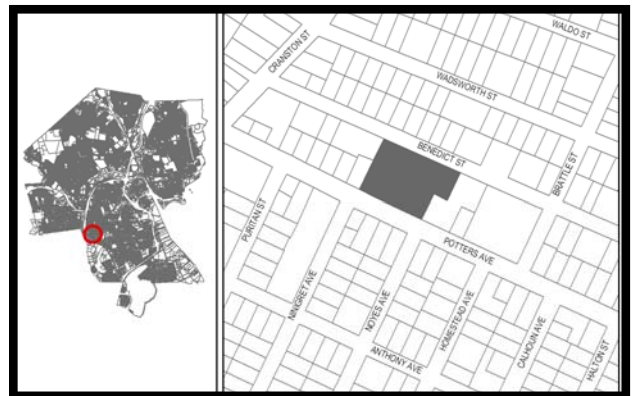 WALDO ST
CRANSTON ST
WADSWORTH ST
BENEDICT ST
BRATTLE ST
PURITAN ST
POTTERS AVE
NINIGRET AVE
NOYES AVE
HOMESTEAD AVE
CALHOUN AVE
HALTON ST
ANTHONY AVE